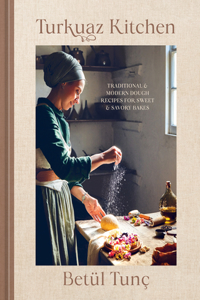 Turkuaz Kitchen
TRADITIONAL &
MODERN DOUGH
RECIPES FOR SWEET
& SAVORY BAKES
Betül Tunç